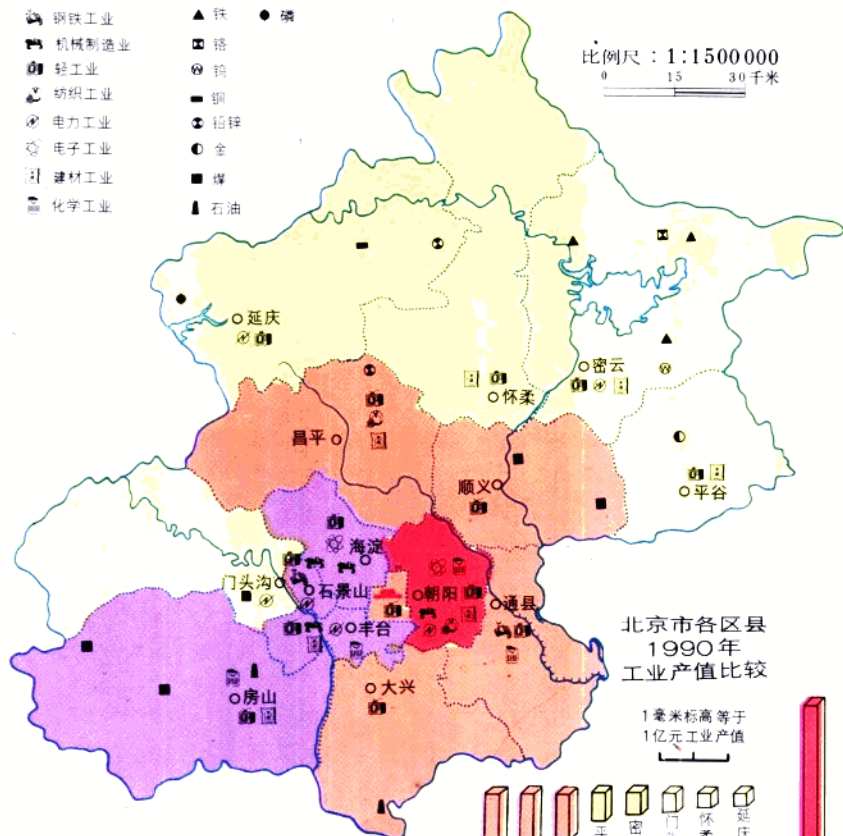 钢铁工业
机械制造业
轻工业
纺织工业
电力工业
电子工业
建材工业
化学工业
铁
铬
钨
铜
铅锌
金
煤
石油
磷
比例尺：1:1500000
0 15 30千米
延庆
密云
怀柔
昌平
顺义
平谷
海淀
门头沟
石景山
朝阳
通县
丰台
房山
大兴
北京市各区县
1990年
工业产值比较
1毫米标高等于
1亿元工业产值
平
密
门
怀
延庆